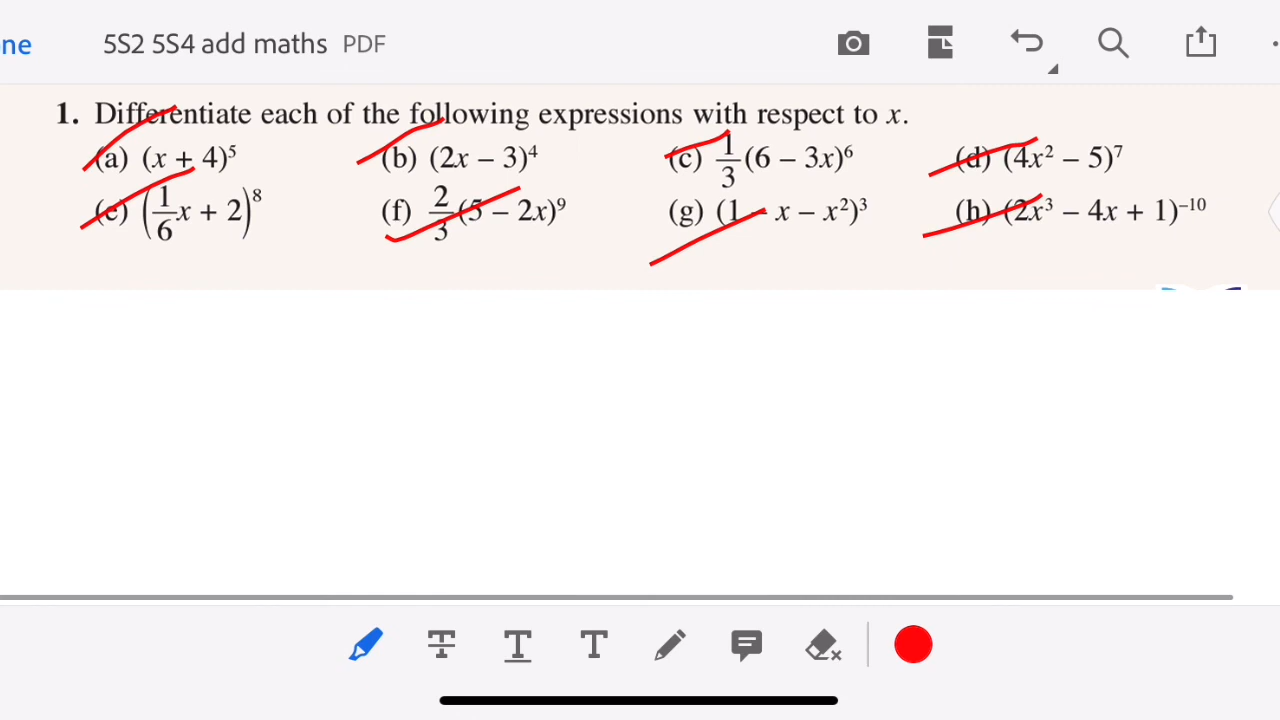 ne 5S2 5S4 add maths PDF
1. Differentiate each of the following expressions with respect to x.
(a) (x + 4)⁵ (b) (2x – 3)⁴ (c) 1/3(6 – 3x)⁶ (d) (4x² – 5)⁷
(e) (1/6x + 2)⁸ (f) 2/3(5 – 2x)⁹ (g) (1 – x – x²)³ (h) (2x³ – 4x + 1)⁻¹⁰